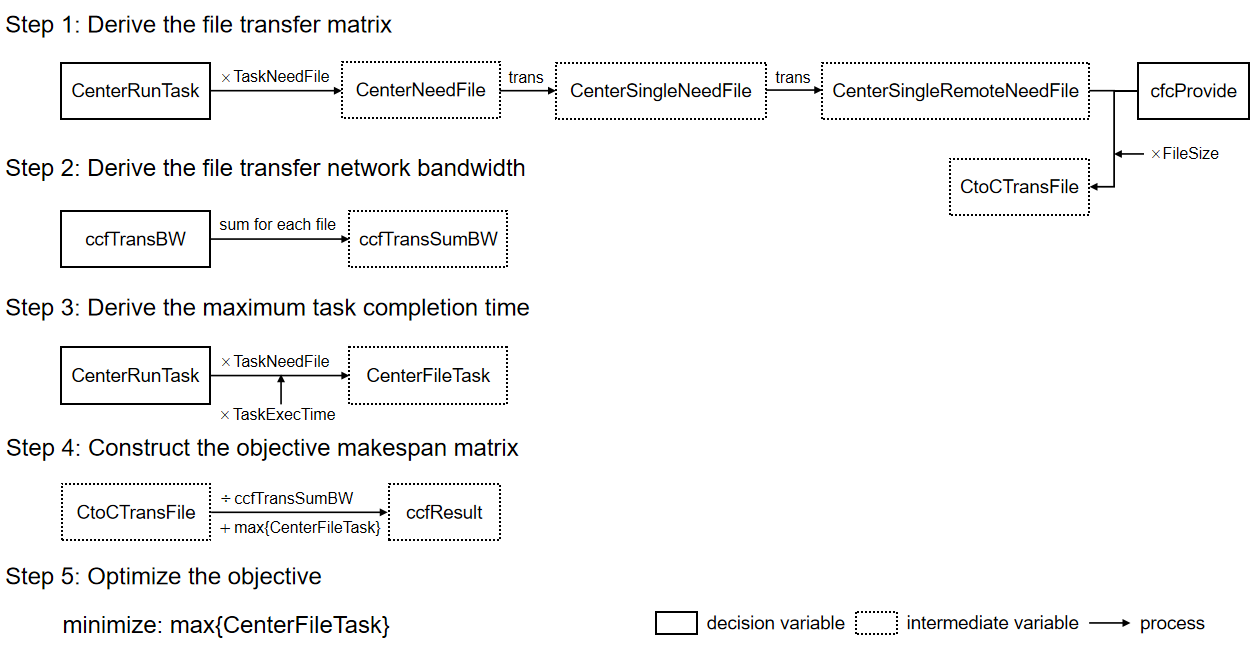 Step 1: Derive the file transfer matrix
CenterRunTask
×TaskNeedFile
CenterNeedFile
trans
CenterSingleNeedFile
trans
CenterSingleRemoteNeedFile
cfcProvide
×FileSize
CtoCTransFile
Step 2: Derive the file transfer network bandwidth
ccfTransBW
sum for each file
ccfTransSumBW
Step 3: Derive the maximum task completion time
CenterRunTask
×TaskNeedFile
×TaskExecTime
CenterFileTask
Step 4: Construct the objective makespan matrix
CtoCTransFile
÷ccfTransSumBW
+max{CenterFileTask}
ccfResult
Step 5: Optimize the objective
minimize: max{CenterFileTask}
decision variable
intermediate variable
process